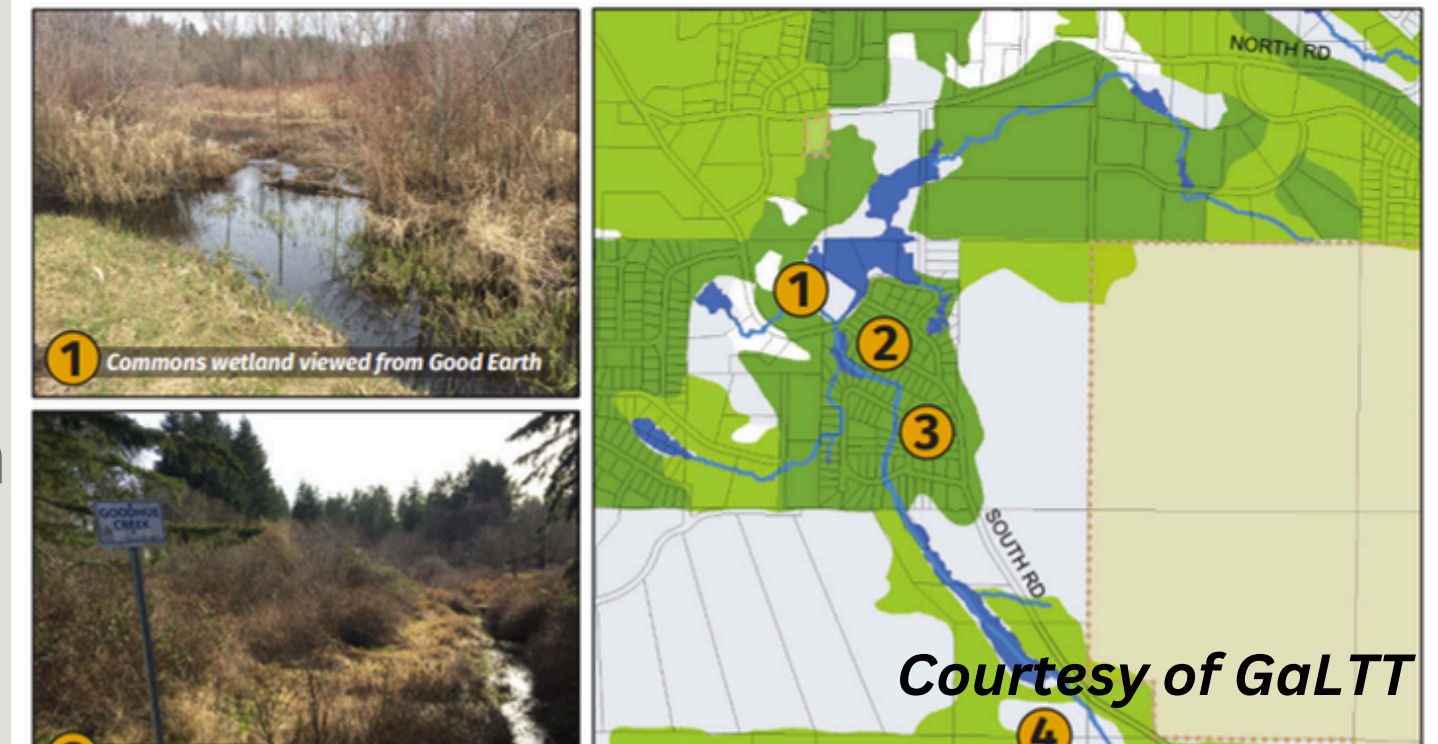 1 Commons wetland viewed from Good Earth
GOODHUE
CREEK
NORTH RD
1
2
3
SOUTH RD
4
Courtesy of GaLTT